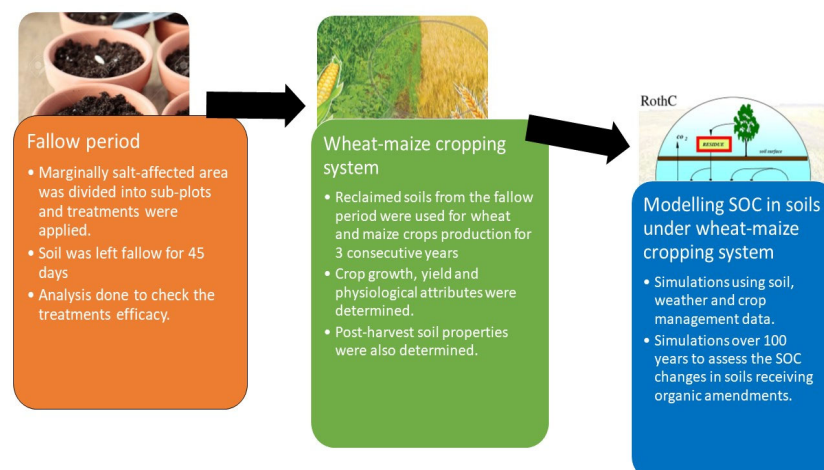 Fallow period
• Marginally salt-affected area
was divided into sub-plots
and treatments were
applied.
• Soil was left fallow for 45
days
• Analysis done to check the
treatments efficacy.
Wheat-maize cropping
system
• Reclaimed soils from the fallow
period were used for wheat
and maize crops production for
3 consecutive years
• Crop growth, yield and
physiological attributes were
determined.
• Post-harvest soil properties
were also determined.
RothC
co 2
RESIDUE
soil surface
Modelling SOC in soils
under wheat-maize
cropping system
• Simulations using soil,
weather and crop
management data.
• Simulations over 100
years to assess the SOC
changes in soils receiving
organic amendments.